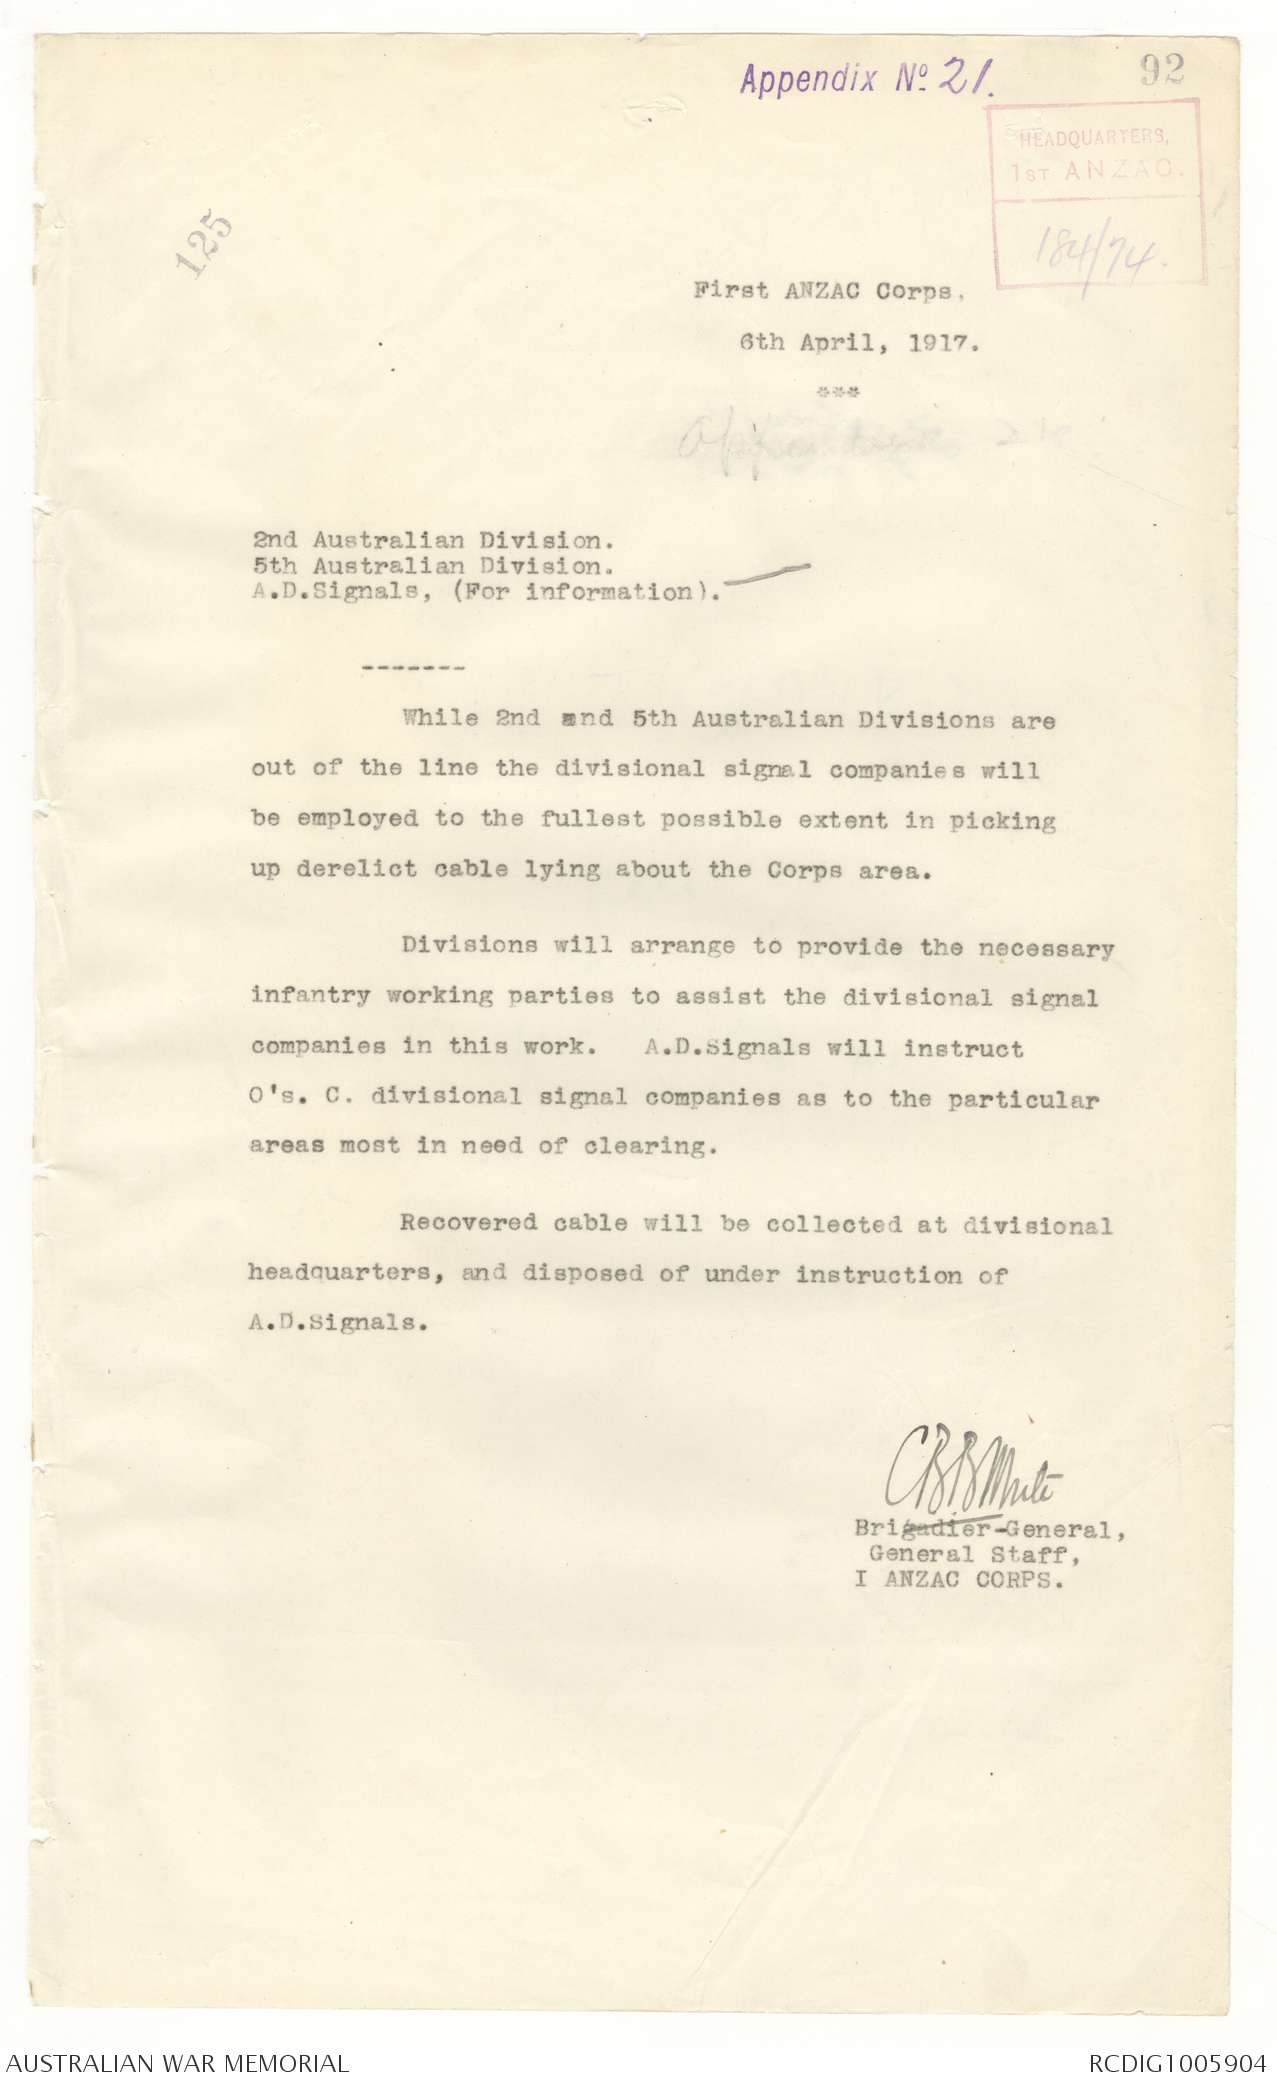 Appendix No. 21.
92
HEADQUARTERS,
1ST ANZAC.
184/74.
125
First ANZAC Corps,
6th April, 1917.
***
2nd Australian Division.
5th Australian Division.
A.D.Signals, (For information).
-------
While 2nd and 5th Australian Divisions are
out of the line the divisional signal companies will
be employed to the fullest possible extent in picking
up derelict cable lying about the Corps area.
Divisions will arrange to provide the necessary
infantry working parties to assist the divisional signal
companies in this work. A.D.Signals will instruct
O's. C. divisional signal companies as to the particular
areas most in need of clearing.
Recovered cable will be collected at divisional
headquarters, and disposed of under instruction of
A.D.Signals.
CBBWhite
Brigadier-General,
General Staff,
I ANZAC CORPS.
AUSTRALIAN WAR MEMORIAL
RCDIG1005904